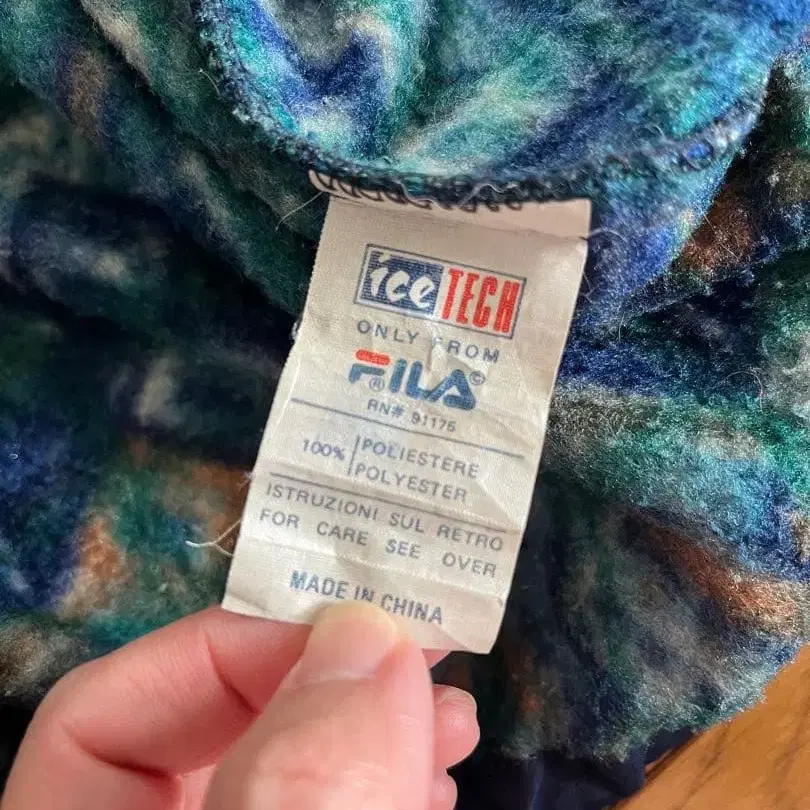 ice TECH
ONLY FROM
FILA®©
RN# 91175
100% POLIESTERE
POLYESTER
ISTRUZIONI SUL RETRO
FOR CARE SEE OVER
MADE IN CHINA